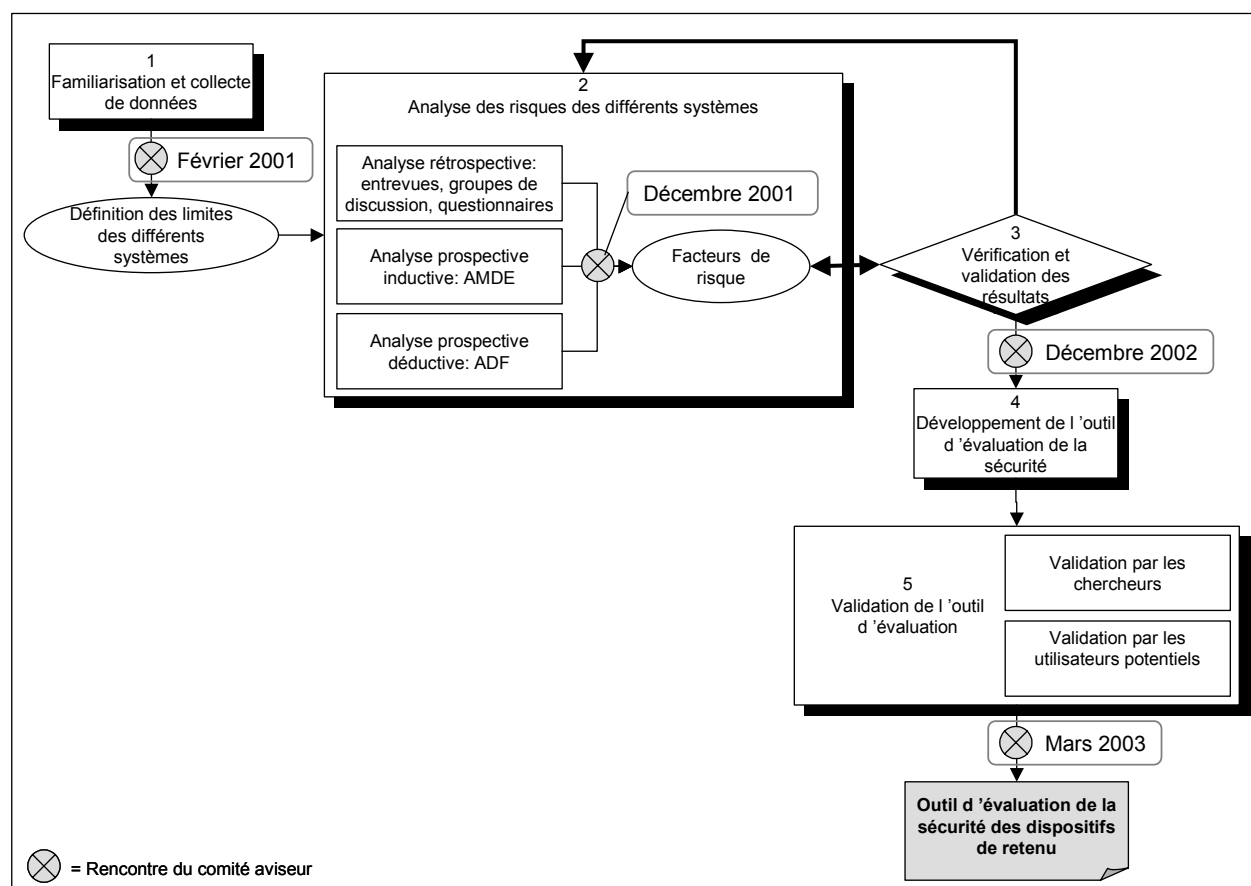 1
Familiarisation et collecte
de données
Février 2001
Définition des limites
des différents
systèmes
2
Analyse des risques des différents systèmes
Analyse rétrospective:
entrevues, groupes de
discussion, questionnaires
Analyse prospective
inductive: AMDE
Analyse prospective
déductive: ADF
Décembre 2001
Facteurs de
risque
3
Vérification et
validation des
résultats
Décembre 2002
4
Développement de l ’outil
d ’évaluation de la
sécurité
5
Validation de l ’outil
d ’évaluation
Validation par les
chercheurs
Validation par les
utilisateurs potentiels
Mars 2003
Outil d ’évaluation de la
sécurité des dispositifs
de retenu
= Rencontre du comité aviseur